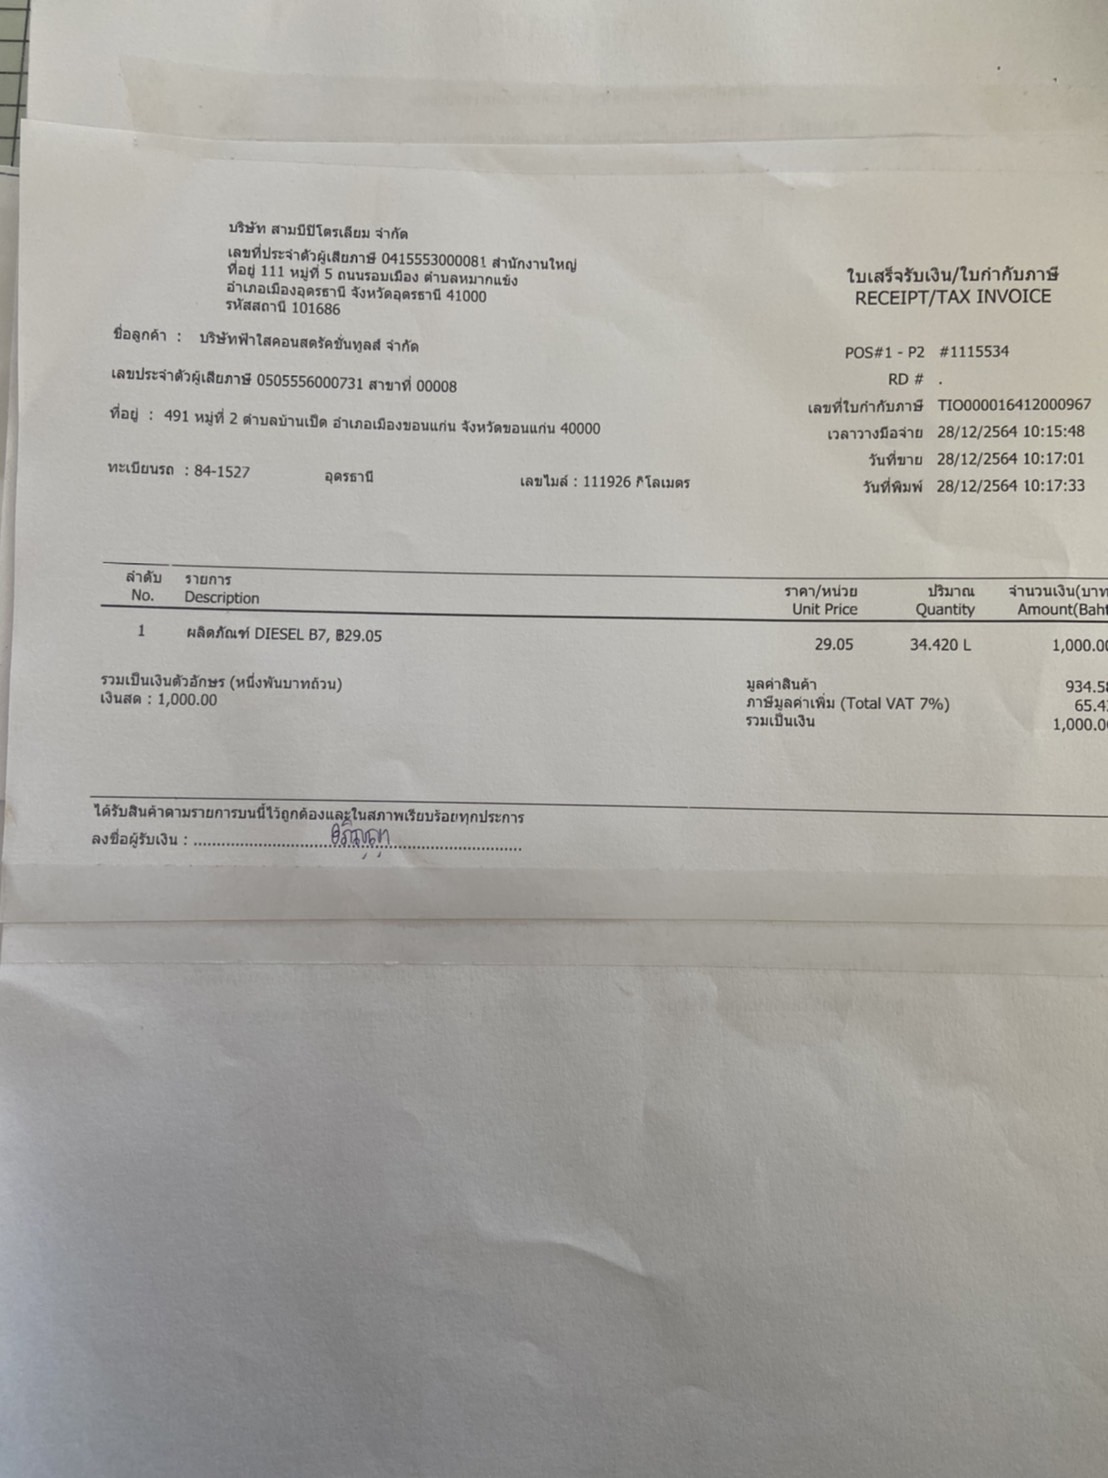 บริษัท สามบีปิโตรเลียม จำกัด
เลขที่ประจำตัวผู้เสียภาษี 0415553000081 สำนักงานใหญ่
ที่อยู่ 111 หมู่ที่ 5 ถนนรอบเมือง ตำบลหมากแข้ง
อำเภอเมืองอุดรธานี จังหวัดอุดรธานี 41000
รหัสสถานี 101686
ใบเสร็จรับเงิน/ใบกำกับภาษี
RECEIPT/TAX INVOICE
ชื่อลูกค้า : บริษัทฟ้าใสคอนสตรัคชั่นทูลส์ จำกัด
เลขประจำตัวผู้เสียภาษี 0505556000731 สาขาที่ 00008
ที่อยู่ : 491 หมู่ที่ 2 ตำบลบ้านเป็ด อำเภอเมืองขอนแก่น จังหวัดขอนแก่น 40000
ทะเบียนรถ : 84-1527 อุดรธานี เลขไมล์ : 111926 กิโลเมตร
POS#1 - P2 #1115534
RD # .
เลขที่ใบกำกับภาษี TIO000016412000967
เวลาวางมือจ่าย 28/12/2564 10:15:48
วันที่ขาย 28/12/2564 10:17:01
วันที่พิมพ์ 28/12/2564 10:17:33
ลำดับ รายการ ราคา/หน่วย ปริมาณ จำนวนเงิน(บาท
No. Description Unit Price Quantity Amount(Baht
1 ผลิตภัณฑ์ DIESEL B7, ฿29.05 29.05 34.420 L 1,000.00
รวมเป็นเงินตัวอักษร (หนึ่งพันบาทถ้วน)
เงินสด : 1,000.00
มูลค่าสินค้า 934.58
ภาษีมูลค่าเพิ่ม (Total VAT 7%) 65.42
รวมเป็นเงิน 1,000.00
ได้รับสินค้าตามรายการบนนี้ไว้ถูกต้องและในสภาพเรียบร้อยทุกประการ
ลงชื่อผู้รับเงิน :